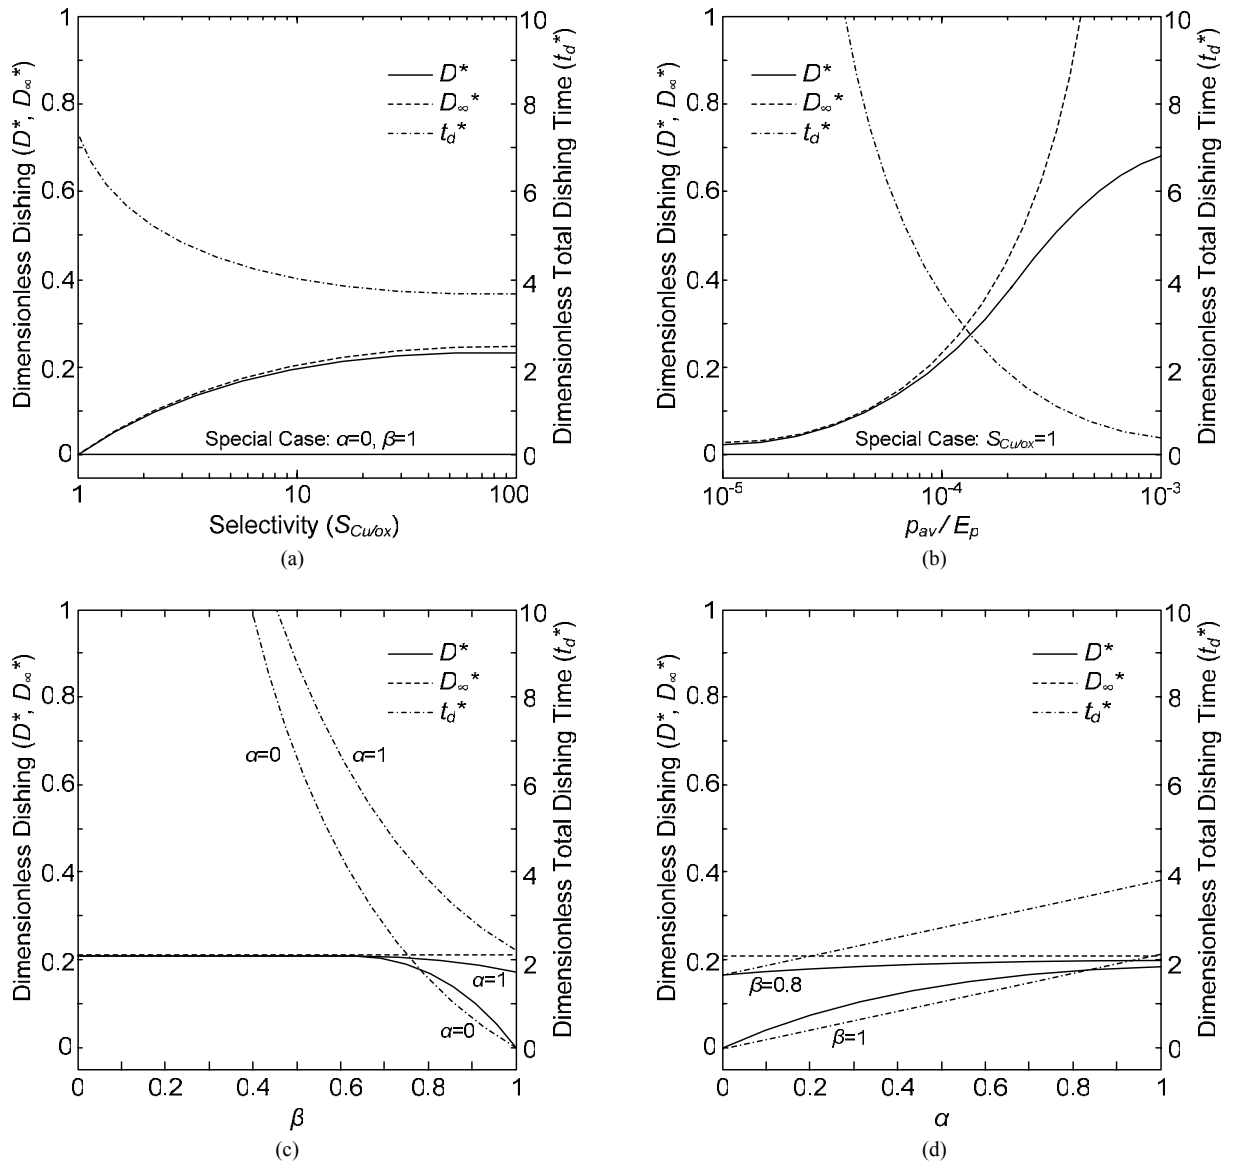 Dimensionless Dishing (D*, D∞*)
1
0.8
0.6
0.4
0.2
0
D*
D∞*
td*
Special Case: α=0, β=1
10
8
6
4
2
0
Dimensionless Total Dishing Time (td*)
1
10
100
Selectivity (SCu/ox)
(a)
Dimensionless Dishing (D*, D∞*)
1
0.8
0.6
0.4
0.2
0
D*
D∞*
td*
Special Case: SCu/ox=1
10
8
6
4
2
0
Dimensionless Total Dishing Time (td*)
10-5
10-4
10-3
pav / Ep
(b)
Dimensionless Dishing (D*, D∞*)
1
0.8
0.6
0.4
0.2
0
D*
D∞*
td*
α=0
α=1
α=1
α=0
10
8
6
4
2
0
Dimensionless Total Dishing Time (td*)
0
0.2
0.4
0.6
0.8
1
β
(c)
Dimensionless Dishing (D*, D∞*)
1
0.8
0.6
0.4
0.2
0
D*
D∞*
td*
β=0.8
β=1
10
8
6
4
2
0
Dimensionless Total Dishing Time (td*)
0
0.2
0.4
0.6
0.8
1
α
(d)